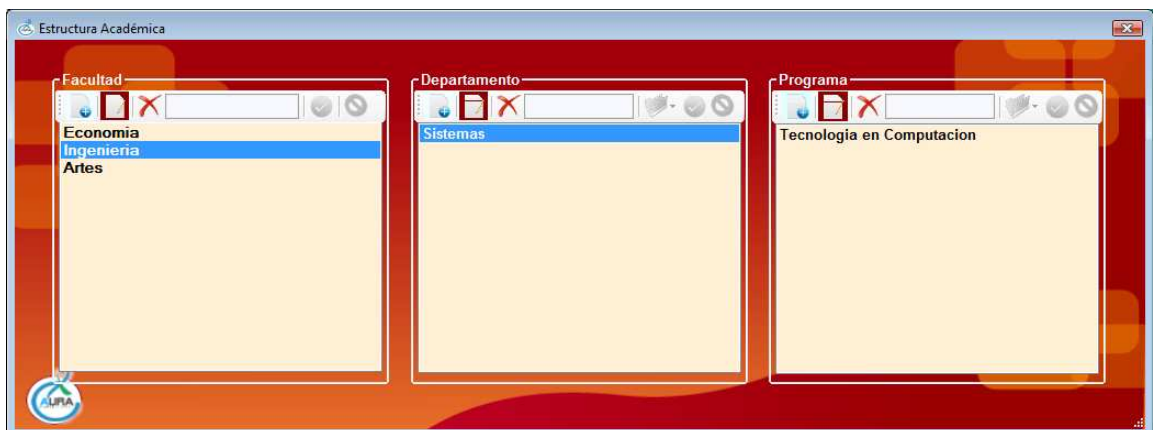 Estructura Académica
Facultad
Economia
Ingenieria
Artes
Departamento
Sistemas
Programa
Tecnologia en Computacion
AURA